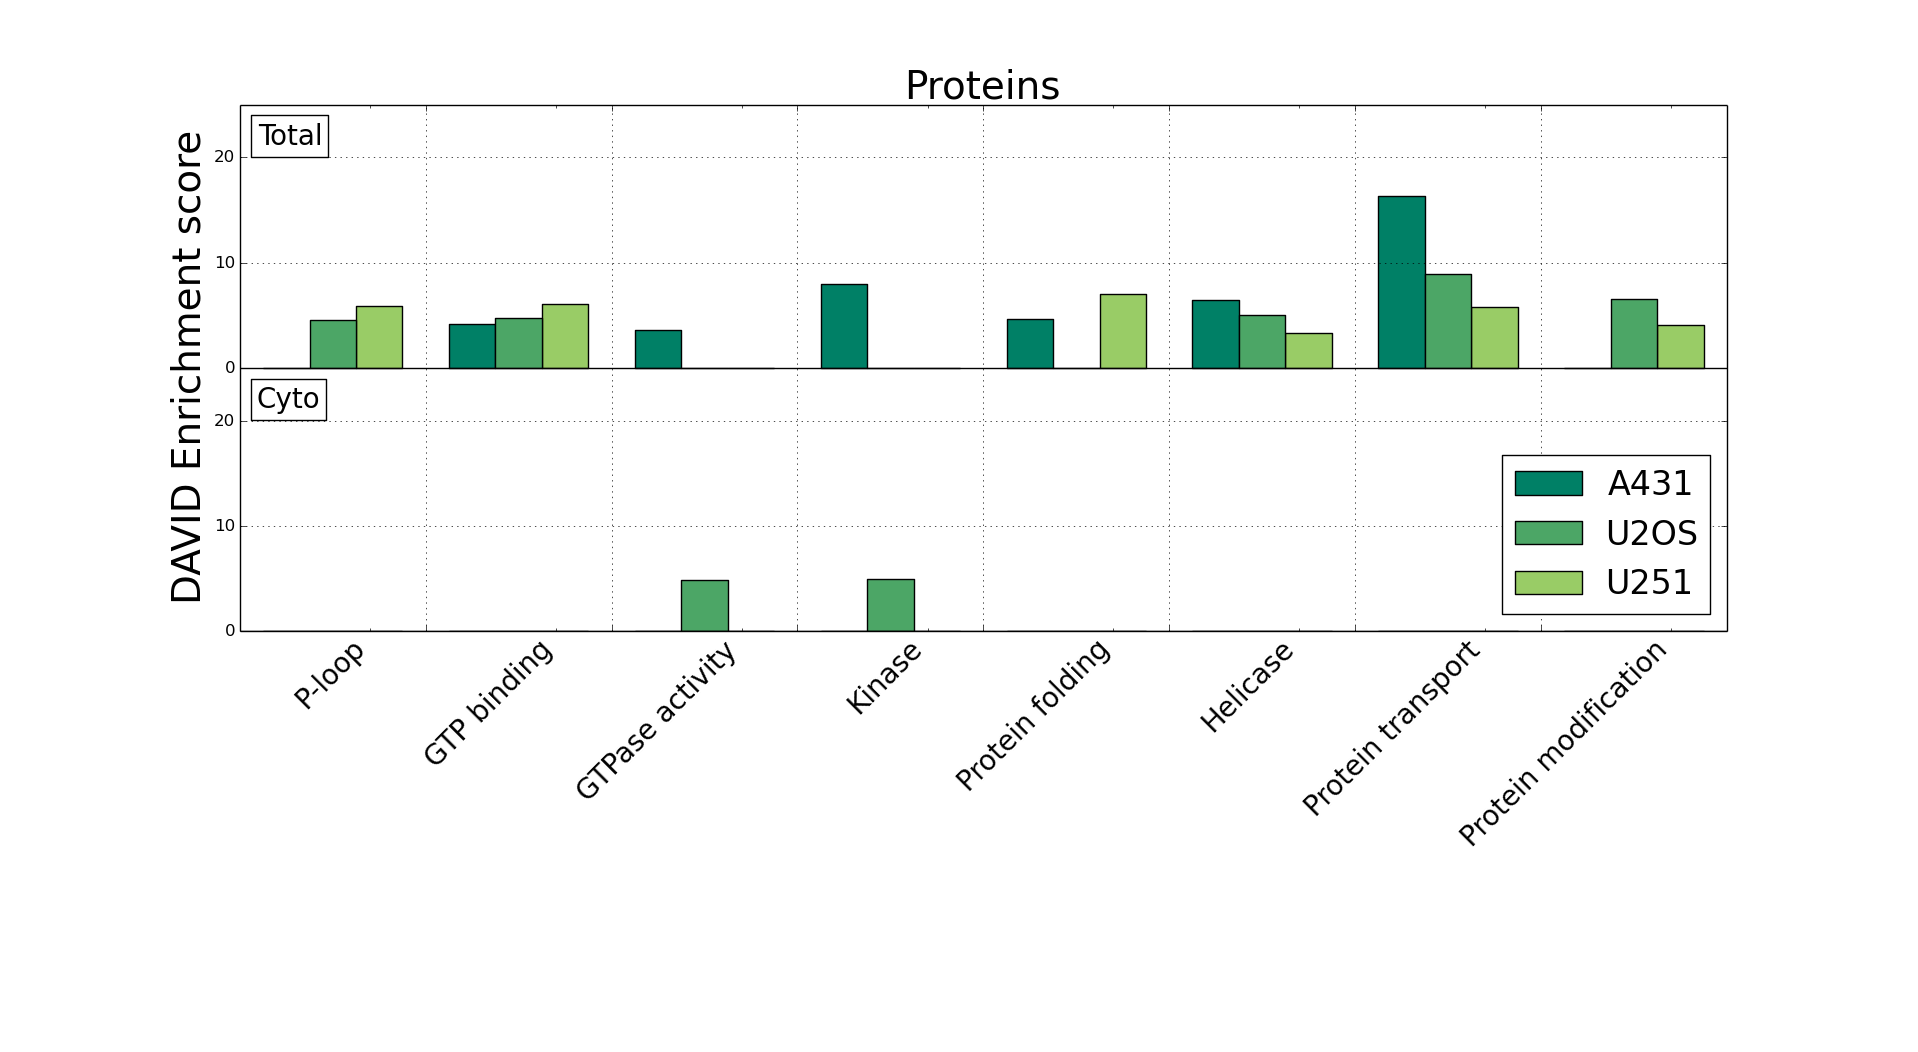 Proteins
DAVID Enrichment score
Total
20
10
0
Cyto
20
10
0
A431
U2OS
U251
P-loop
GTP binding
GTPase activity
Kinase
Protein folding
Helicase
Protein transport
Protein modification